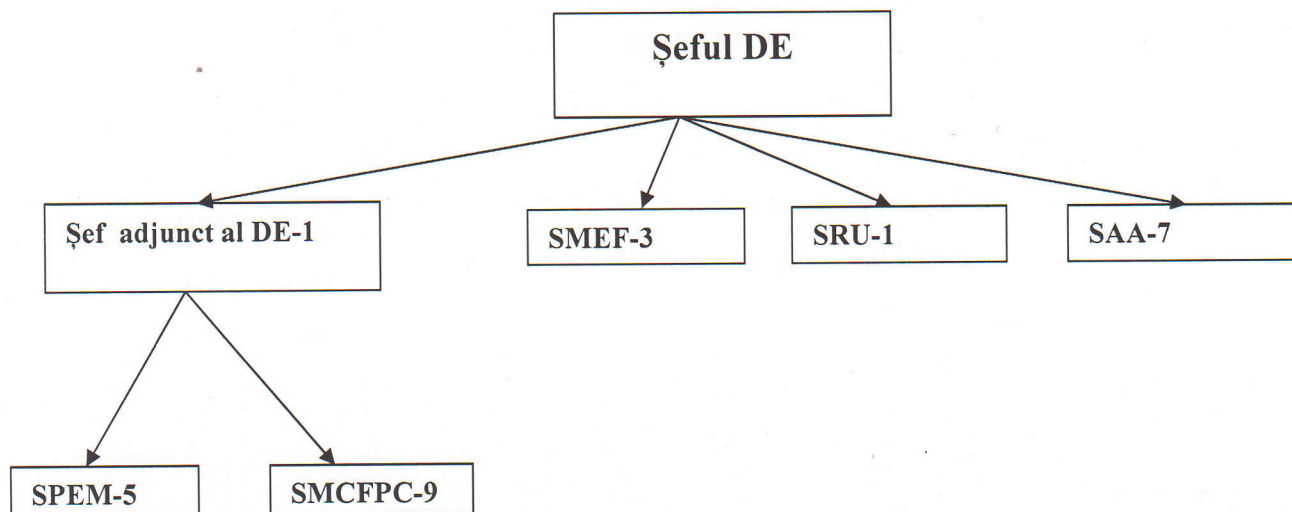 Șeful DE
Șef adjunct al DE-1
SMEF-3
SRU-1
SAA-7
SPEM-5
SMCFPC-9